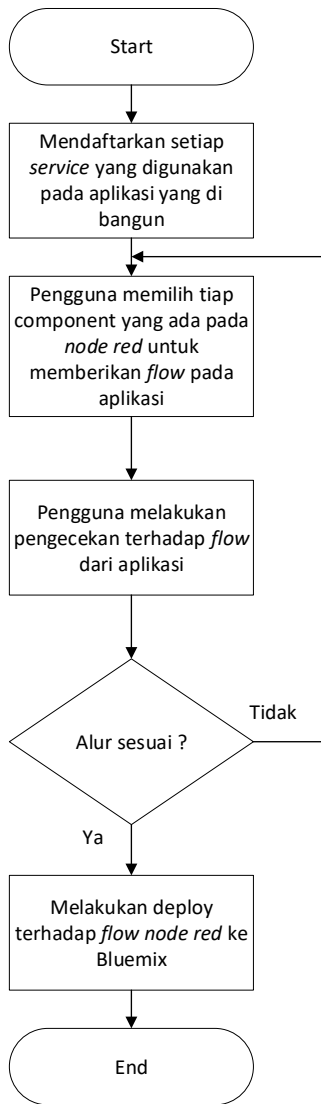 Start
Mendaftarkan setiap
service yang digunakan
pada aplikasi yang di
bangun
Pengguna memilih tiap
component yang ada pada
node red untuk
memberikan flow pada
aplikasi
Pengguna melakukan
pengecekan terhadap flow
dari aplikasi
Alur sesuai ?
Tidak
Ya
Melakukan deploy
terhadap flow node red ke
Bluemix
End